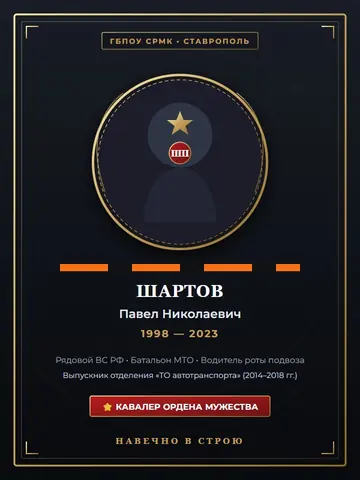 ГБПОУ СРМК • СТАВРОПОЛЬ
ШП
ШАРТОВ
Павел Николаевич
1998 — 2023
Рядовой ВС РФ • Батальон МТО • Водитель роты подвоза
Выпускник отделения «ТО автотранспорта» (2014–2018 гг.)
КАВАЛЕР ОРДЕНА МУЖЕСТВА
НАВЕЧНО В СТРОЮ